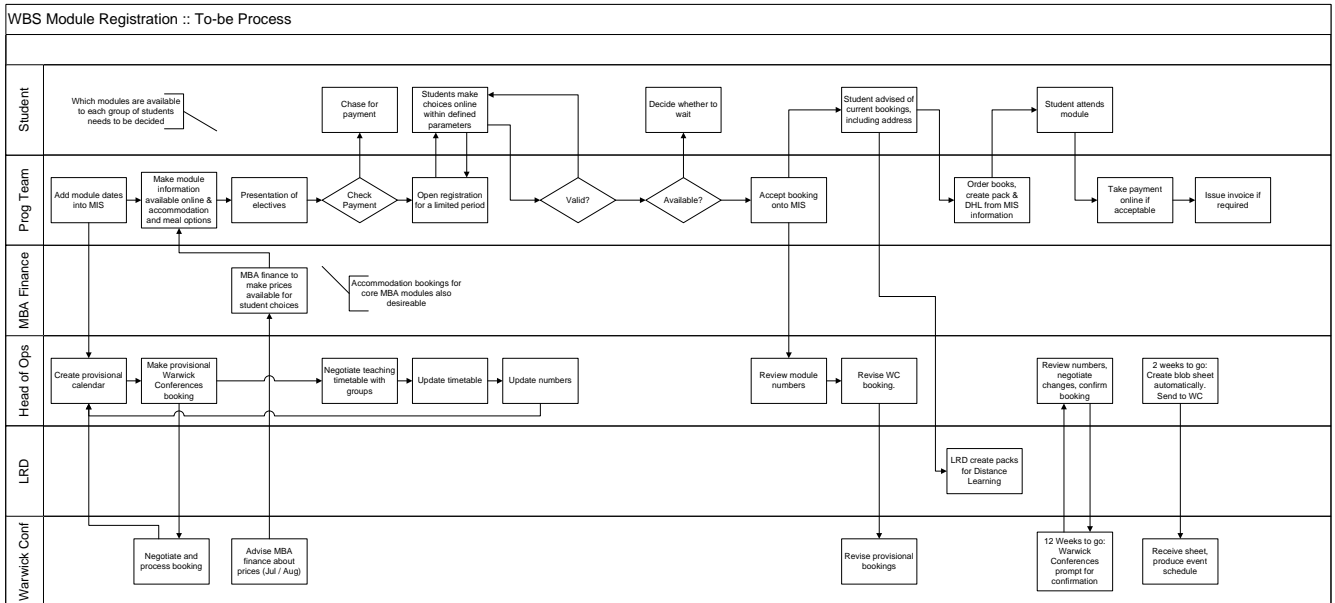 WBS Module Registration :: To-be Process
Student
Which modules are available
to each group of students
needs to be decided
Chase for
payment
Students make
choices online
within defined
parameters
Decide whether to
wait
Student advised of
current bookings,
including address
Student attends
module
Prog Team
Add module dates
into MIS
Make module
information
available online &
accommodation
and meal options
Presentation of
electives
Check
Payment
Open registration
for a limited period
Valid?
Available?
Accept booking
onto MIS
Order books,
create pack &
DHL from MIS
information
Take payment
online if
acceptable
Issue invoice if
required
MBA Finance
MBA finance to
make prices
available for
student choices
Accommodation bookings for
core MBA modules also
desireable
Head of Ops
Create provisional
calendar
Make provisional
Warwick
Conferences
booking
Negotiate teaching
timetable with
groups
Update timetable
Update numbers
Review module
numbers
Revise WC
booking.
Review numbers,
negotiate
changes, confirm
booking
2 weeks to go:
Create blob sheet
automatically.
Send to WC
LRD
LRD create packs
for Distance
Learning
Warwick Conf
Negotiate and
process booking
Advise MBA
finance about
prices (Jul / Aug)
Revise provisional
bookings
12 Weeks to go:
Warwick
Conferences
prompt for
confirmation
Receive sheet,
produce event
schedule